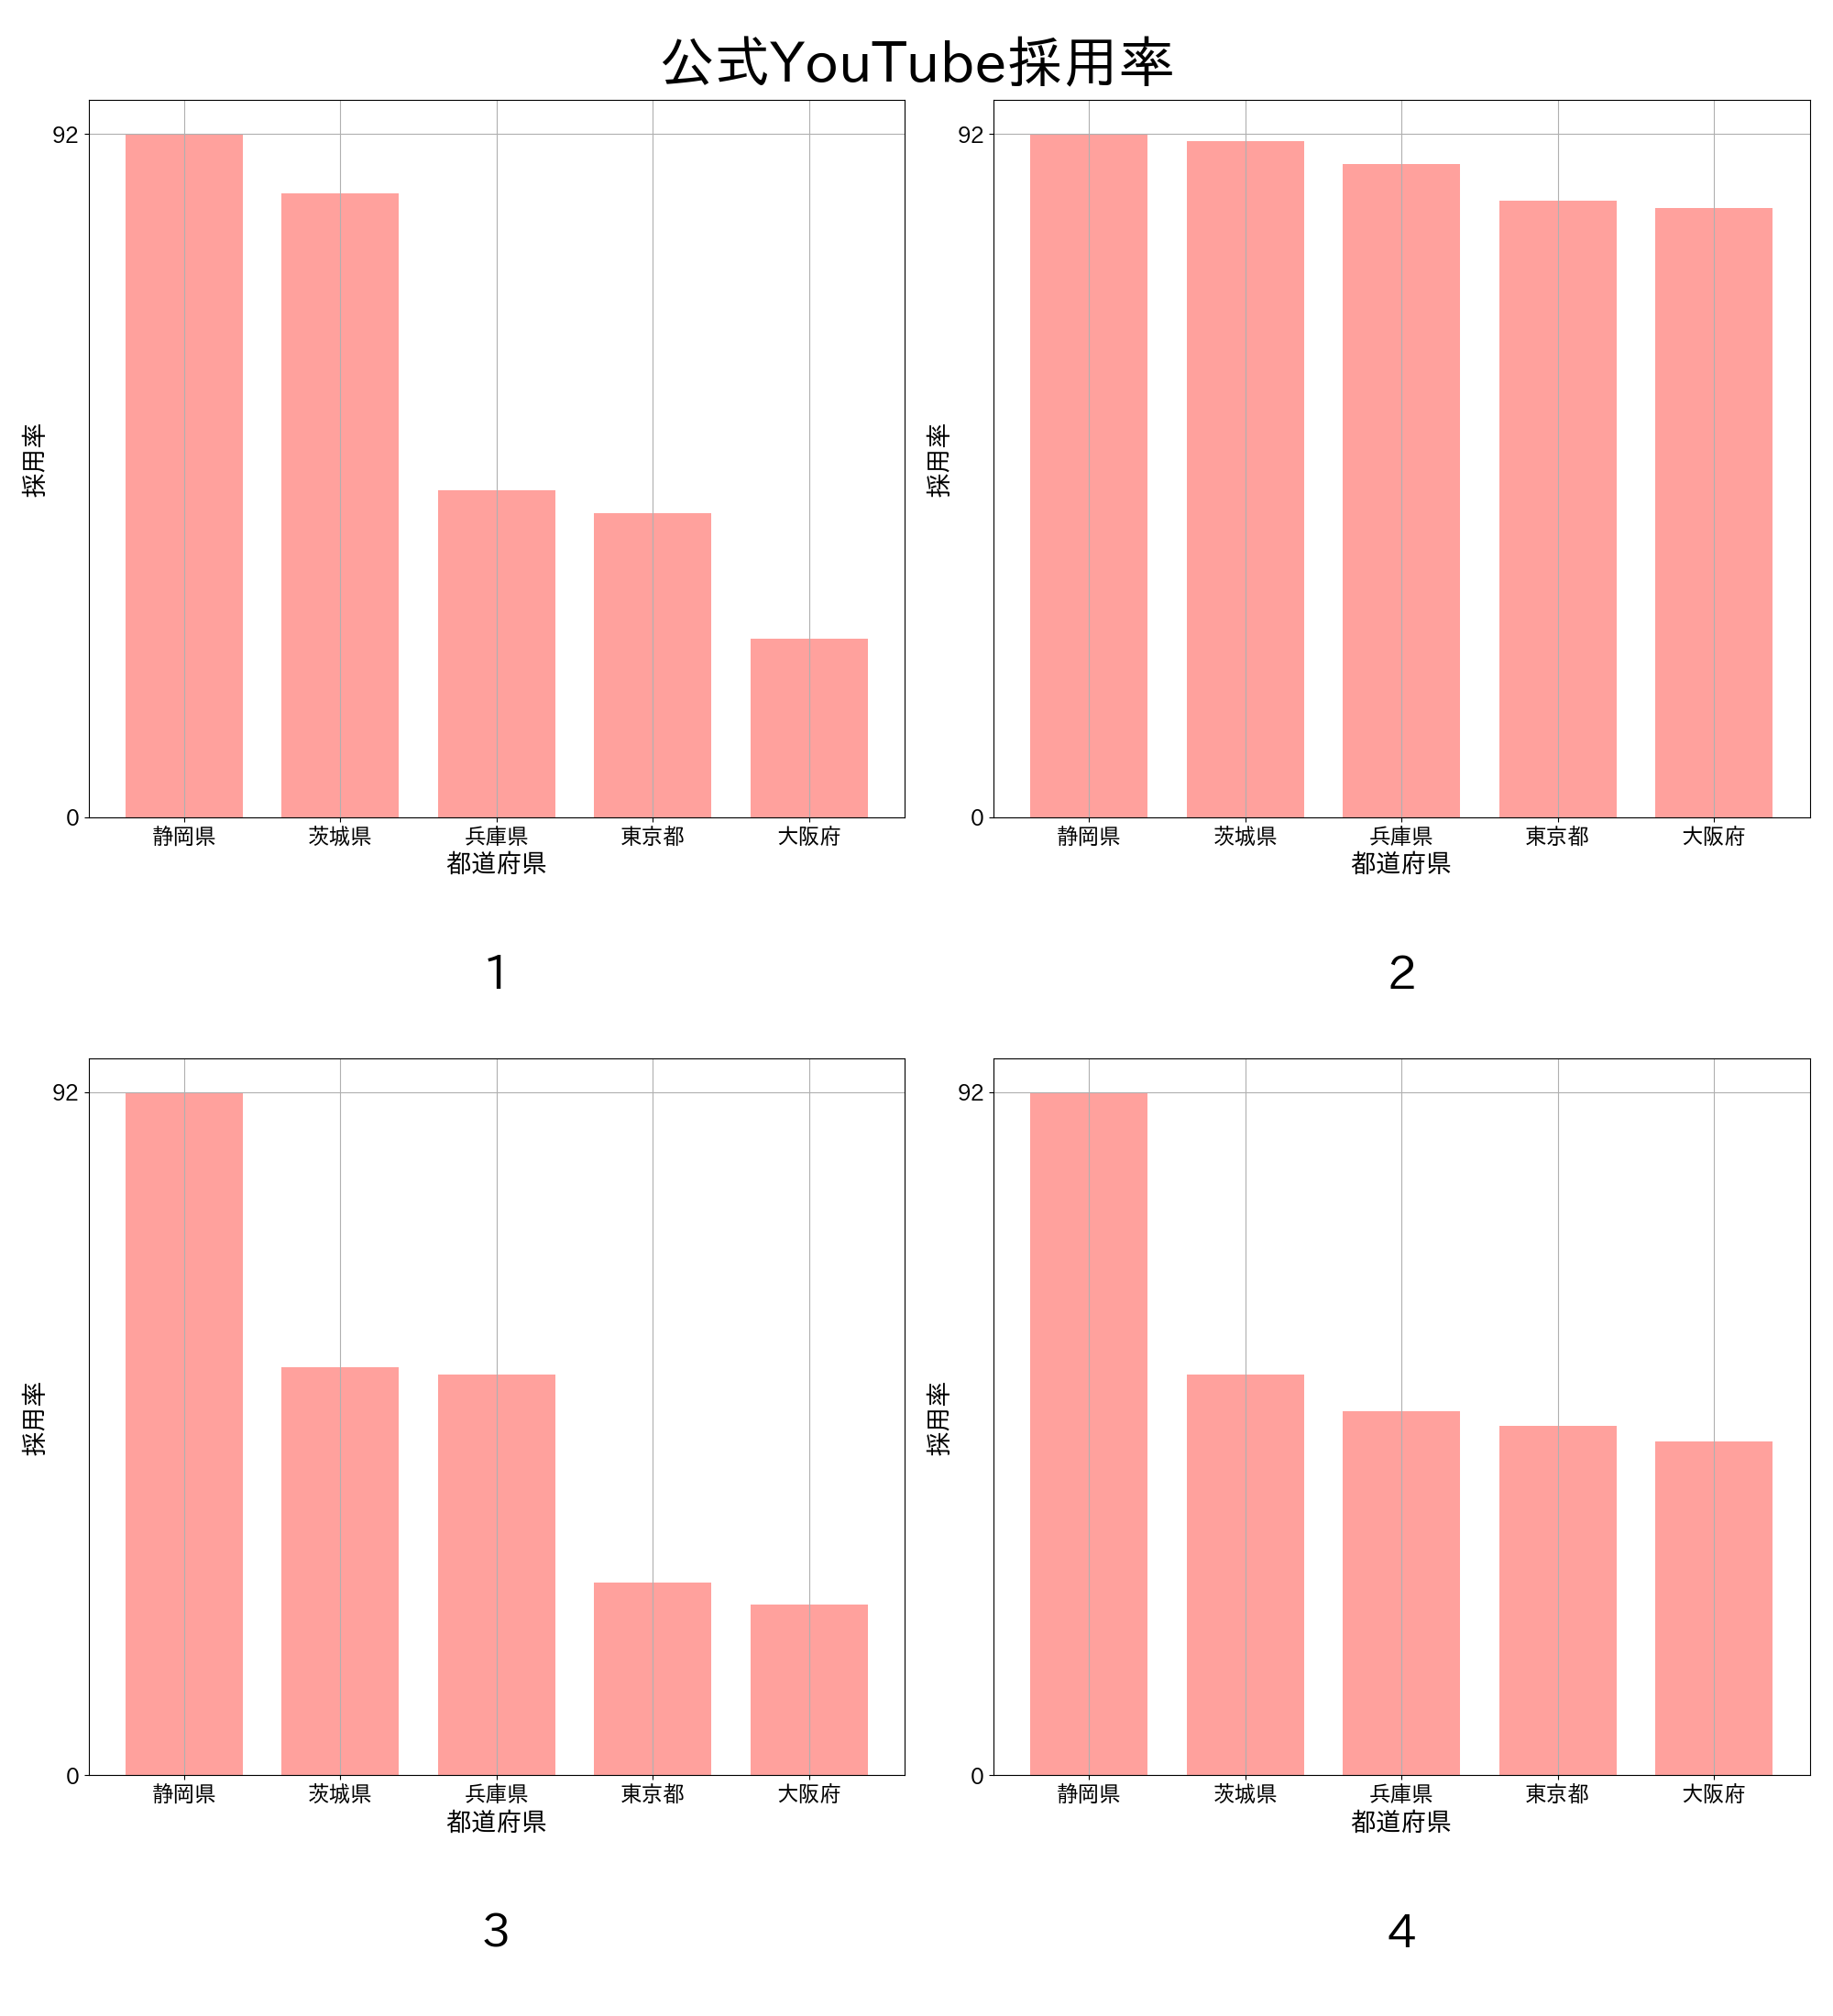 公式YouTube採用率
92
0
採用率
静岡県 茨城県 兵庫県 東京都 大阪府
都道府県
1
92
0
採用率
静岡県 茨城県 兵庫県 東京都 大阪府
都道府県
2
92
0
採用率
静岡県 茨城県 兵庫県 東京都 大阪府
都道府県
3
92
0
採用率
静岡県 茨城県 兵庫県 東京都 大阪府
都道府県
4